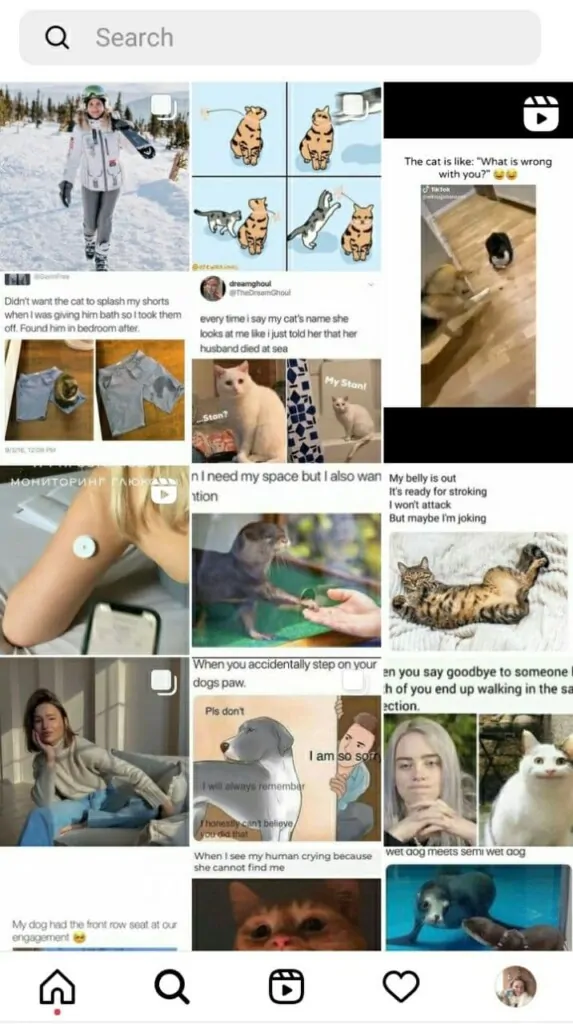 Search
The cat is like: "What is wrong
with you?" 😂😂
TikTok
Didn't want the cat to splash my shorts
when I was giving him bath so I took them
off. Found him in bedroom after.
dreamghoul
@TheDreamGhoul
every time i say my cat's name she
looks at me like i just told her that her
husband died at sea
...Stan?
My Stan!
МОНИТОРИНГ ГЛЮКО
n I need my space but I also wan
ntion
My belly is out
It's ready for stroking
I won't attack
But maybe I'm joking
When you accidentally step on your
dogs paw.
Pls don't
I am so sorry
I will always remember
I honestly can't believe
you did that
en you say goodbye to someone
h of you end up walking in the sa
ection.
My dog had the front row seat at our
engagement 🥺
When I see my human crying because
she cannot find me
wet dog meets semi wet dog